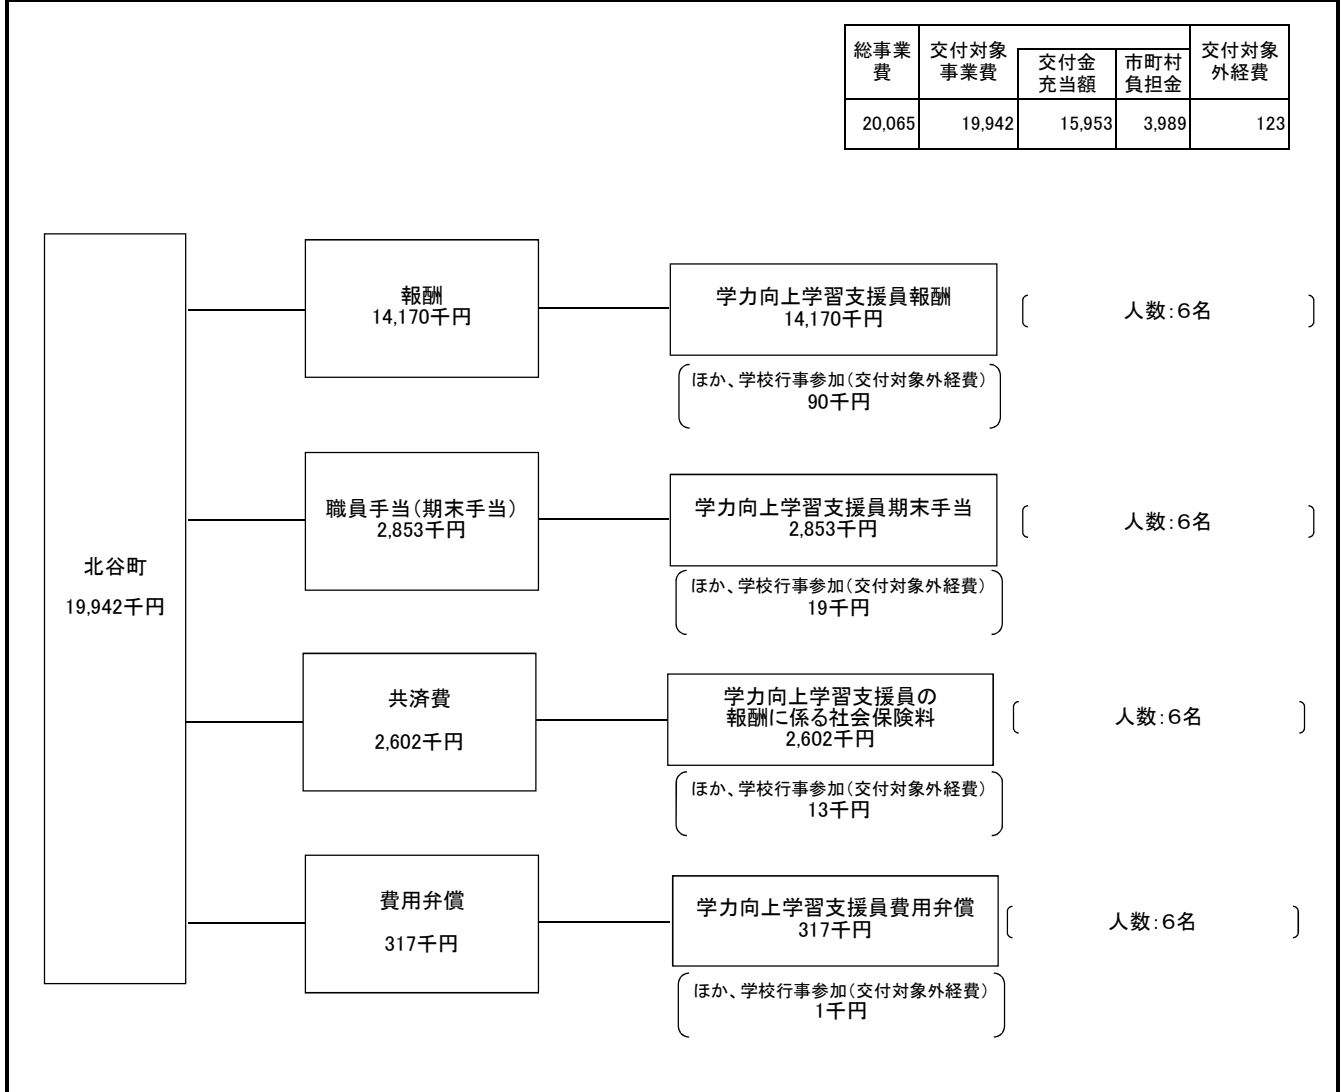 総事業
費
交付対象
事業費
交付金
充当額
市町村
負担金
交付対象
外経費
20,065
19,942
15,953
3,989
123
北谷町
19,942千円
報酬
14,170千円
学力向上学習支援員報酬
14,170千円
人数:6名
ほか、学校行事参加(交付対象外経費)
90千円
職員手当(期末手当)
2,853千円
学力向上学習支援員期末手当
2,853千円
人数:6名
ほか、学校行事参加(交付対象外経費)
19千円
共済費
2,602千円
学力向上学習支援員の
報酬に係る社会保険料
2,602千円
人数:6名
ほか、学校行事参加(交付対象外経費)
13千円
費用弁償
317千円
学力向上学習支援員費用弁償
317千円
人数:6名
ほか、学校行事参加(交付対象外経費)
1千円